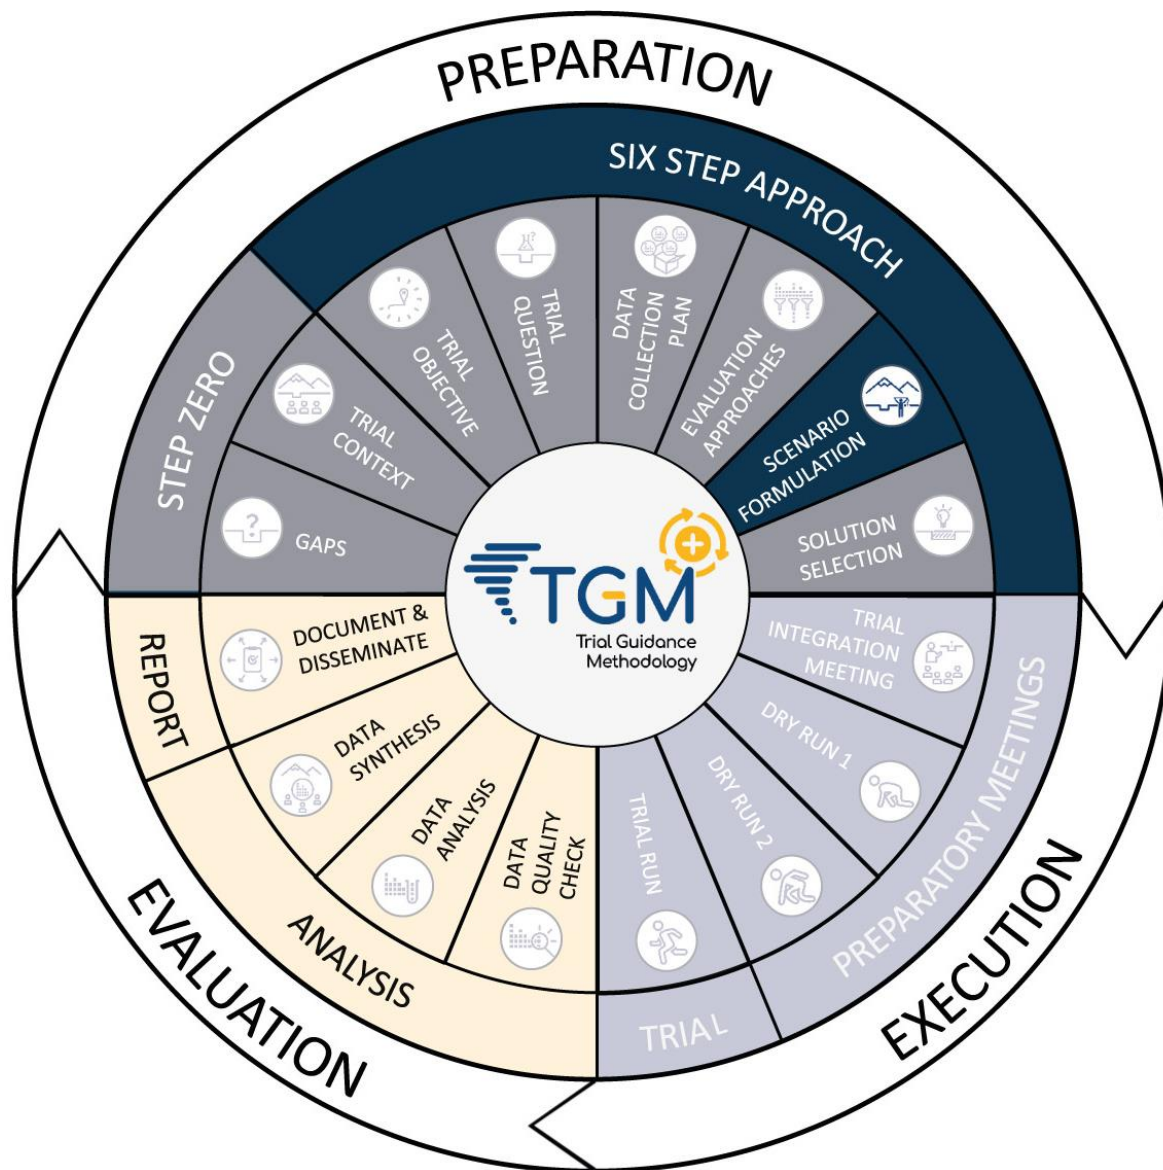 PREPARATION
SIX STEP APPROACH
STEP ZERO
GAPS
TRIAL
CONTEXT
TRIAL
OBJECTIVE
TRIAL
QUESTION
DATA
COLLECTION
PLAN
EVALUATION
APPROACHES
SCENARIO
FORMULATION
SOLUTION
SELECTION
TGM
Trial Guidance
Methodology
EXECUTION
PREPARATORY MEETINGS
TRIAL
INTEGRATION
MEETING
DRY RUN 1
DRY RUN 2
TRIAL
TRIAL RUN
EVALUATION
ANALYSIS
DATA
QUALITY
CHECK
DATA
ANALYSIS
DATA
SYNTHESIS
REPORT
DOCUMENT &
DISSEMINATE